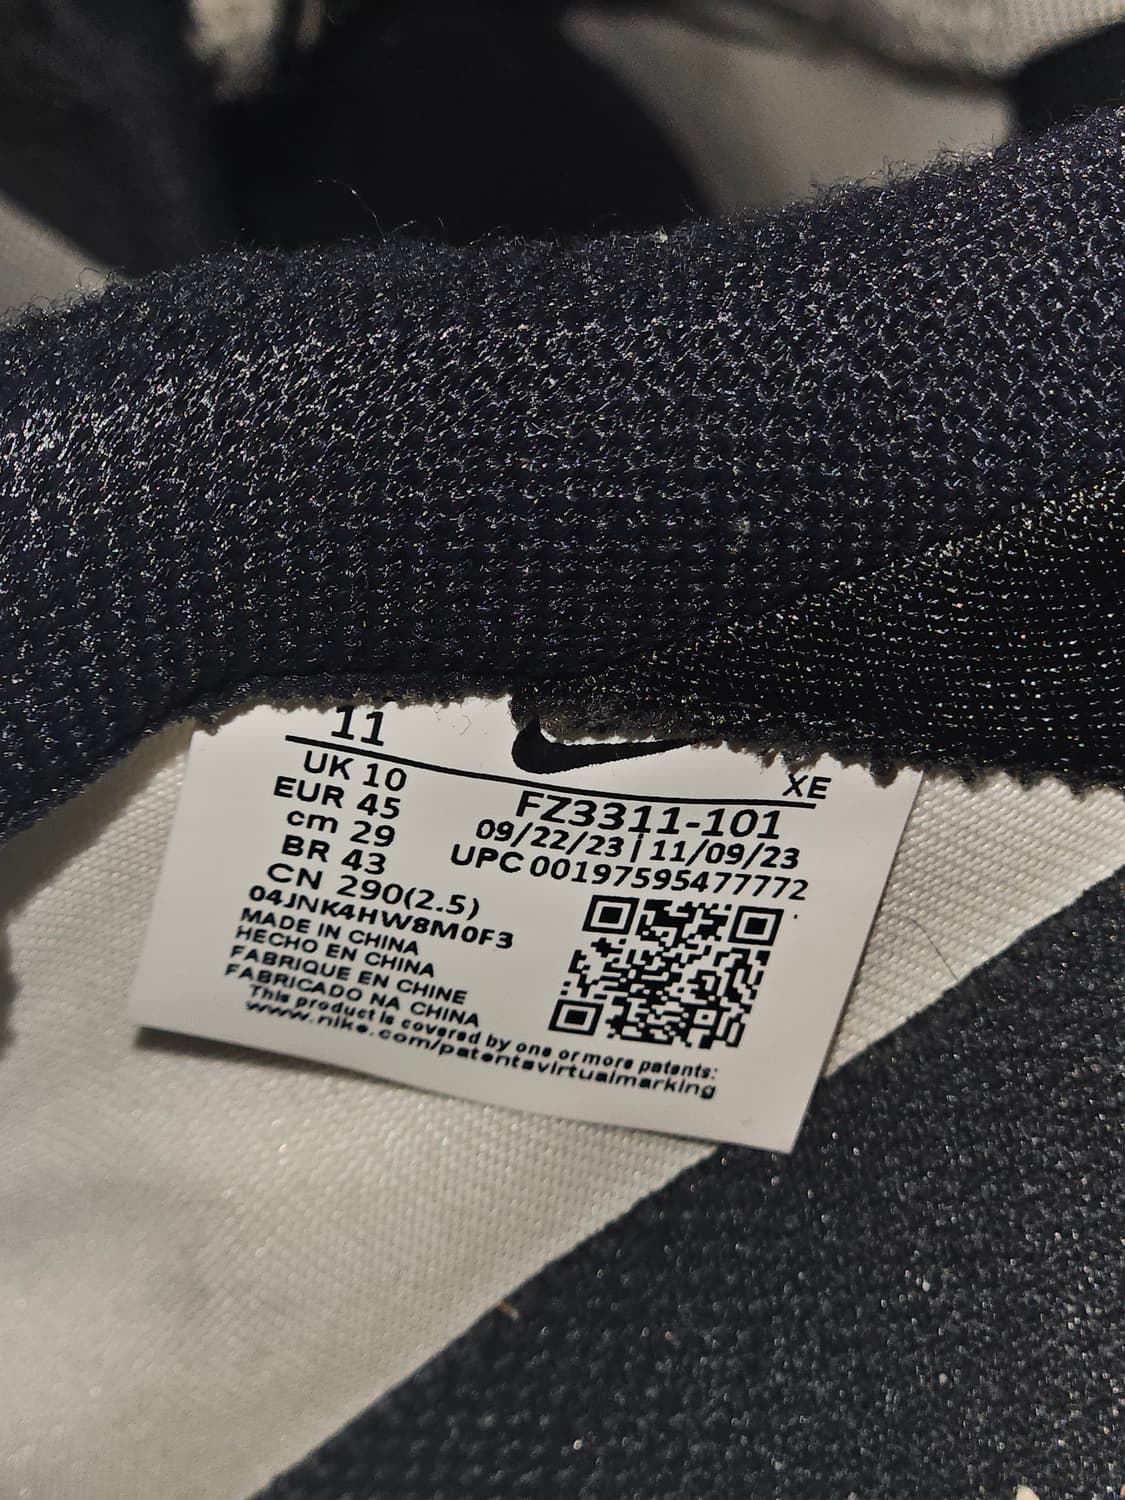 11
XE
UK 10
EUR 45
cm 29
BR 43
CN 290(2.5)
FZ3311-101
09/22/23 | 11/09/23
UPC 00197595477772
04JNK4HW8M0F3
MADE IN CHINA
HECHO EN CHINA
FABRIQUE EN CHINE
FABRICADO NA CHINA
This product is covered by one or more patents:
www.nike.com/patentsvirtualmarking